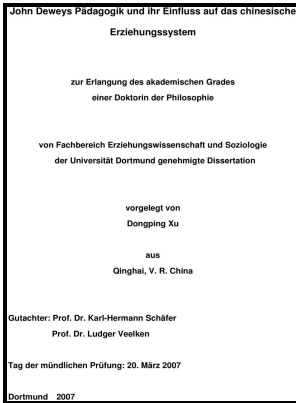 John Deweys Pädagogik und ihr Einfluss auf das chinesische
Erziehungssystem
zur Erlangung des akademischen Grades
einer Doktorin der Philosophie
von Fachbereich Erziehungswissenschaft und Soziologie
der Universität Dortmund genehmigte Dissertation
vorgelegt von
Dongping Xu
aus
Qinghai, V. R. China
Gutachter: Prof. Dr. Karl-Hermann Schäfer
Prof. Dr. Ludger Veelken
Tag der mündlichen Prüfung: 20. März 2007
Dortmund 2007